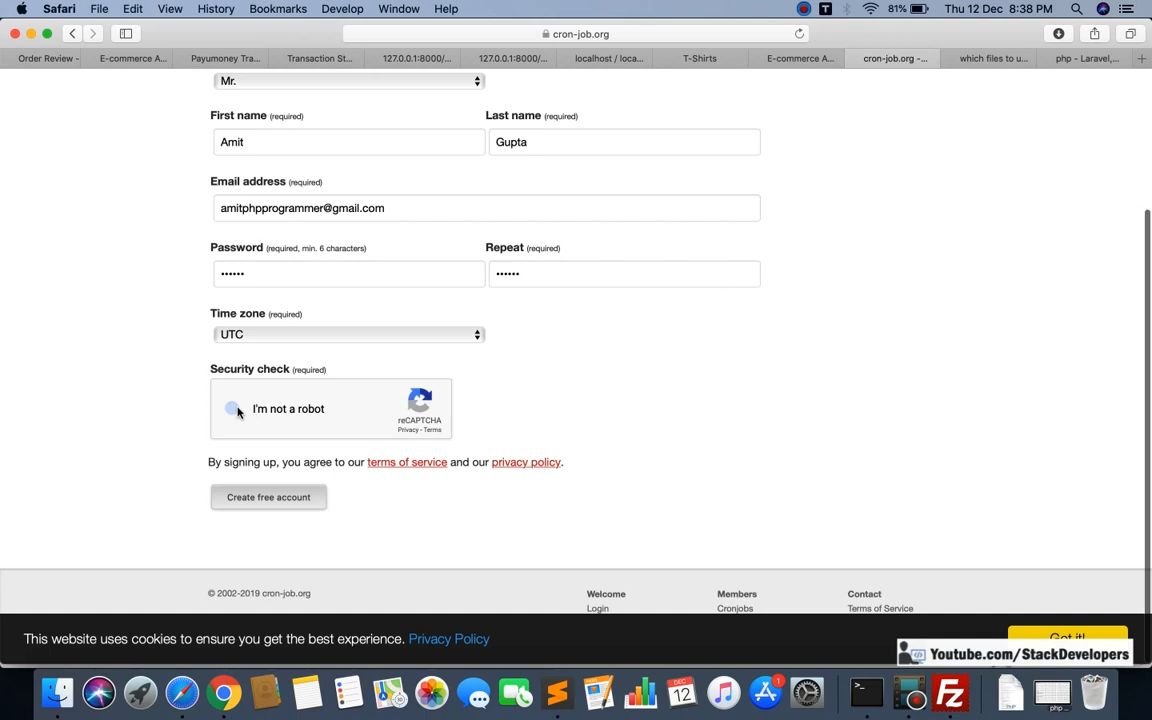 Safari File Edit View History Bookmarks Develop Window Help 81% Thu 12 Dec 8:38 PM
cron-job.org
Order Review - E-commerce A... Payumoney Tra... Transaction St... 127.0.0.1:8000/... 127.0.0.1:8000/... localhost / loca... T-Shirts E-commerce A... cron-job.org -... which files to u... php - Laravel,...
Mr.
First name (required) Last name (required)
Amit Gupta
Email address (required)
amitphpprogrammer@gmail.com
Password (required, min. 6 characters) Repeat (required)
•••••• ••••••
Time zone (required)
UTC
Security check (required)
I'm not a robot
reCAPTCHA
Privacy - Terms
By signing up, you agree to our terms of service and our privacy policy.
Create free account
© 2002-2019 cron-job.org Welcome Members Contact
Login Cronjobs Terms of Service
This website uses cookies to ensure you get the best experience. Privacy Policy Got it!
Youtube.com/StackDevelopers